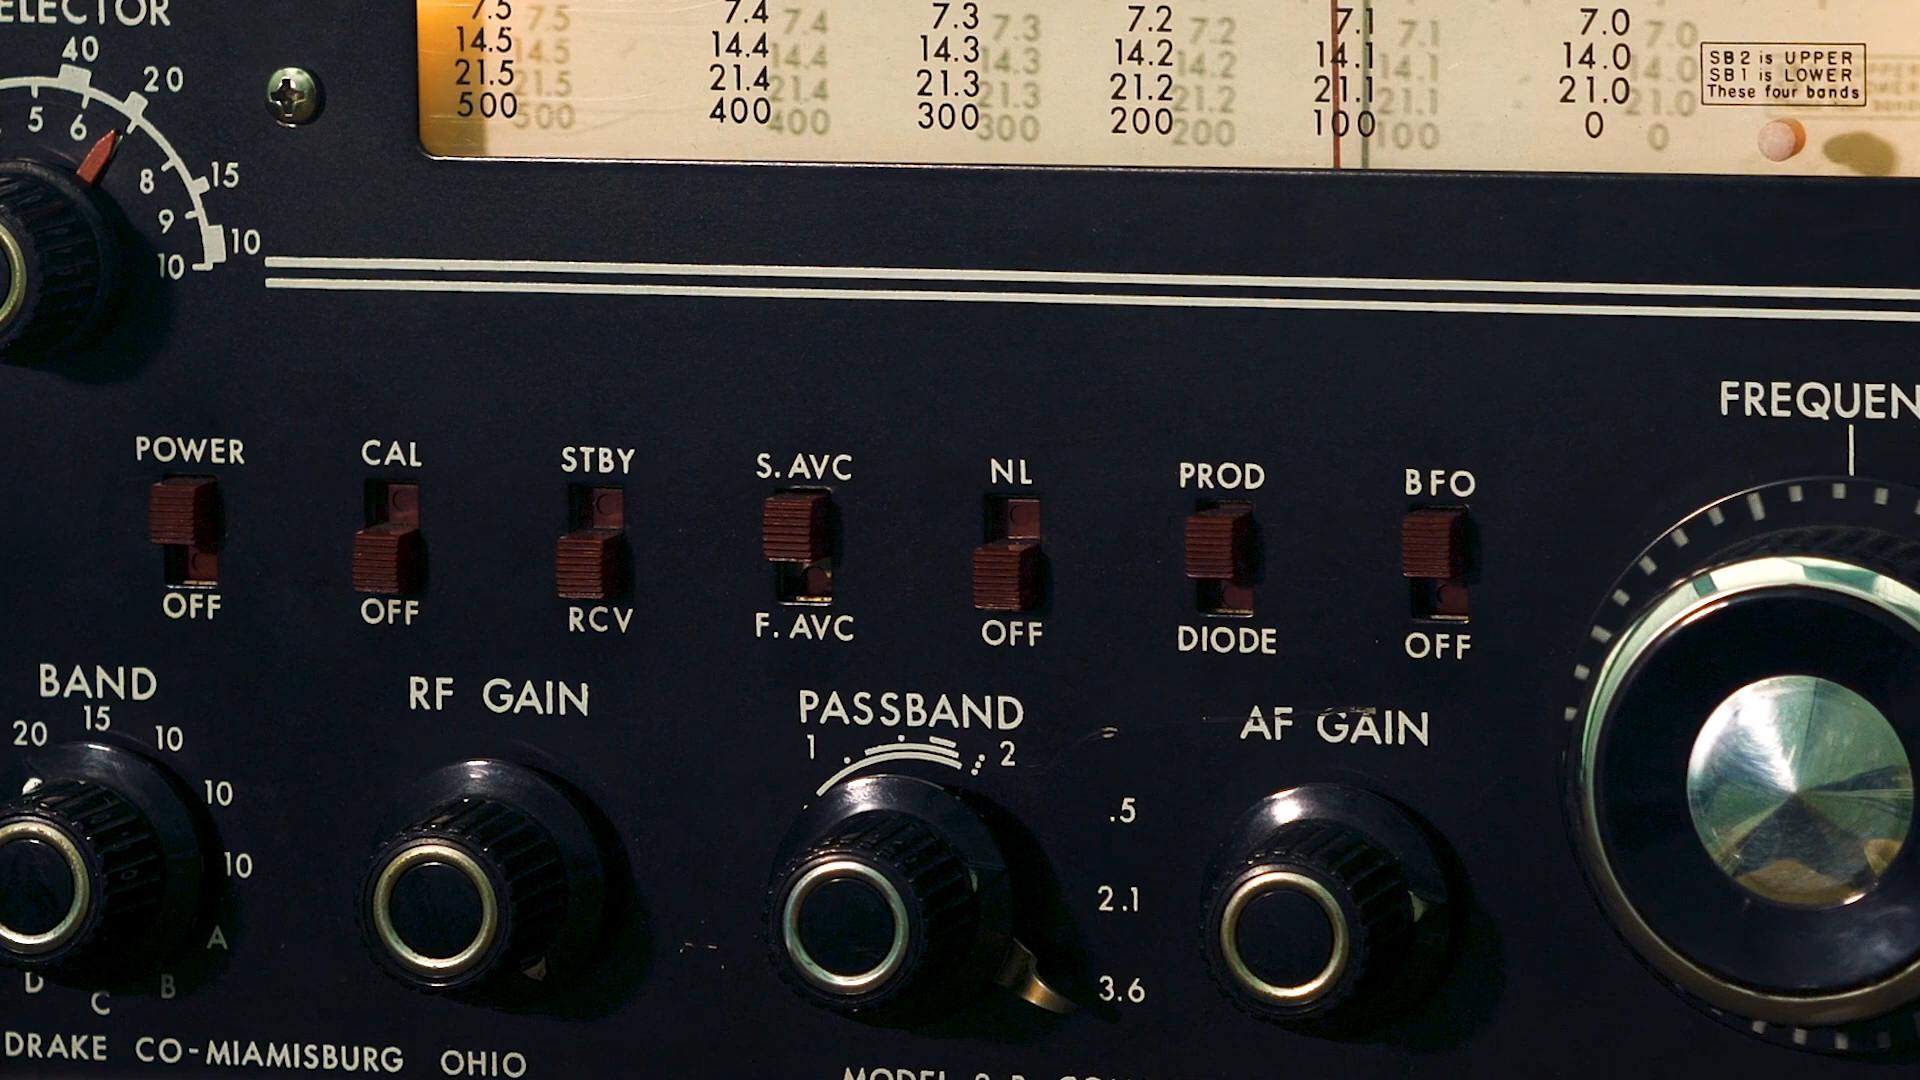 ELECTOR
40
20
5
6
8
15
9
10
10
7.5 7.4 7.3 7.2 7.1 7.0
14.5 14.4 14.3 14.2 14.1 14.0
21.5 21.4 21.3 21.2 21.1 21.0
500 400 300 200 100 0
SB2 is UPPER
SB1 is LOWER
These four bands
FREQUEN
POWER CAL STBY S. AVC NL PROD BFO
OFF OFF RCV F. AVC OFF DIODE OFF
BAND
20 15 10
10
10
A
B
C
D
RF GAIN
PASSBAND
1 2
.5
2.1
3.6
AF GAIN
DRAKE CO-MIAMISBURG OHIO
MODEL